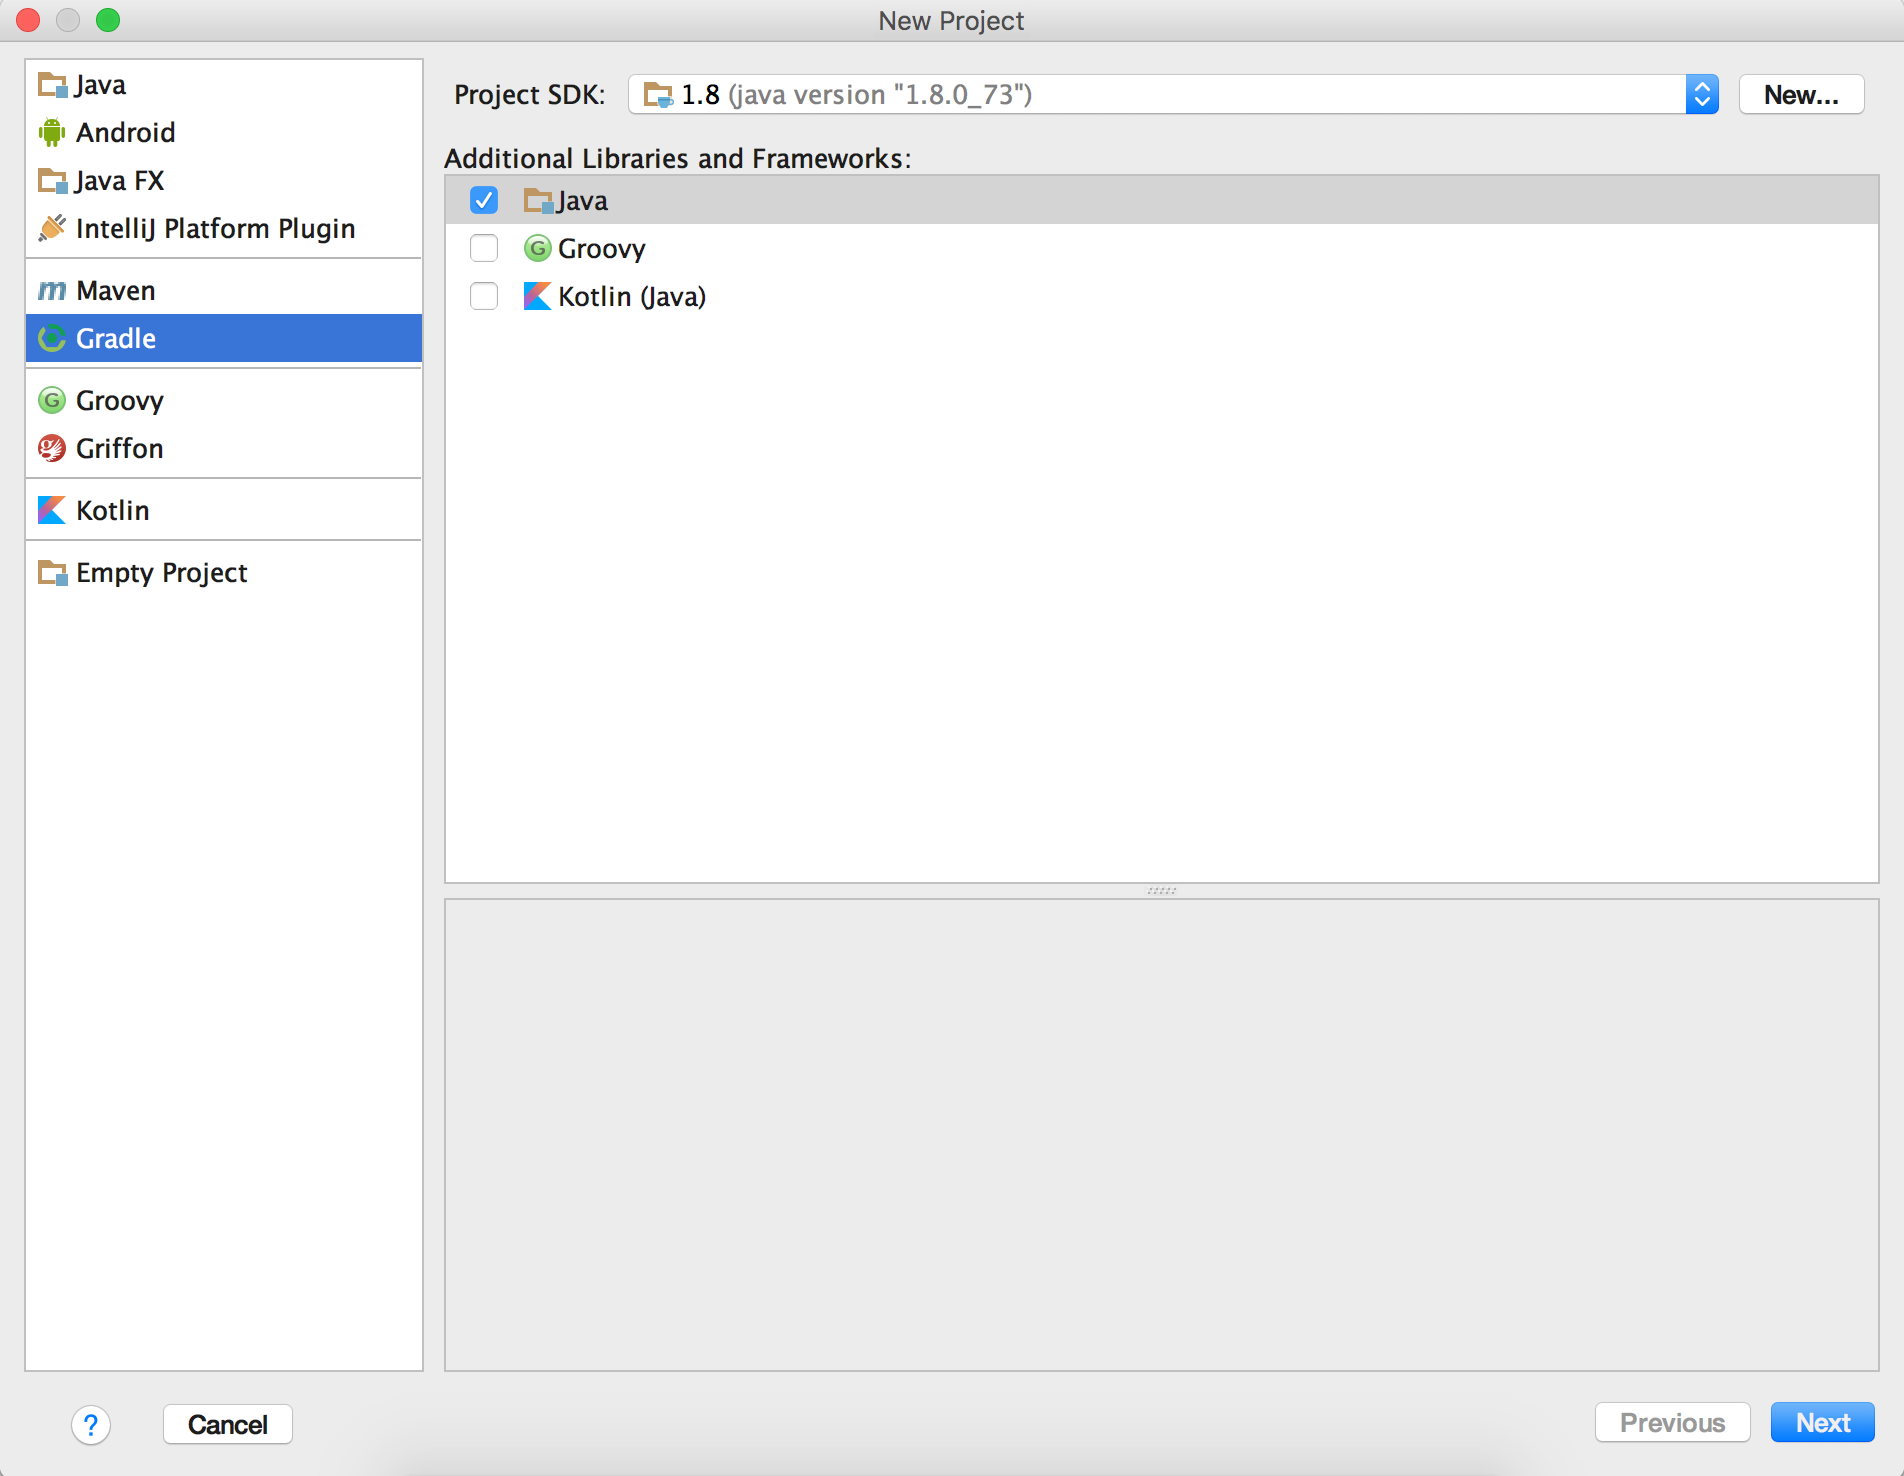 New Project
Java
Android
Java FX
IntelliJ Platform Plugin
Maven
Gradle
Groovy
Griffon
Kotlin
Empty Project
Project SDK: 1.8 (java version "1.8.0_73") New...
Additional Libraries and Frameworks:
Java
Groovy
Kotlin (Java)
? Cancel Previous Next